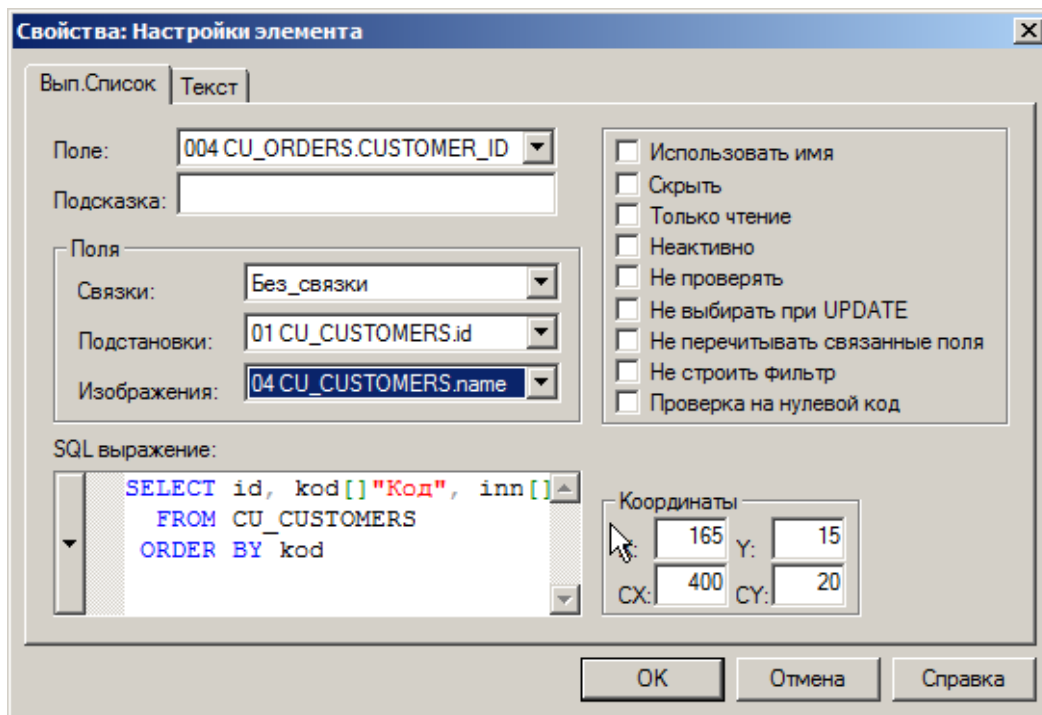 Свойства: Настройки элемента
Вып.Список Текст
Поле: 004 CU_ORDERS.CUSTOMER_ID
Подсказка:
Поля
Связки: Без_связки
Подстановки: 01 CU_CUSTOMERS.id
Изображения: 04 CU_CUSTOMERS.name
Использовать имя
Скрыть
Только чтение
Неактивно
Не проверять
Не выбирать при UPDATE
Не перечитывать связанные поля
Не строить фильтр
Проверка на нулевой код
SQL выражение:
SELECT id, kod[]"Код", inn[]
FROM CU_CUSTOMERS
ORDER BY kod
Координаты
165 Y: 15
CX: 400 CY: 20
OK Отмена Справка